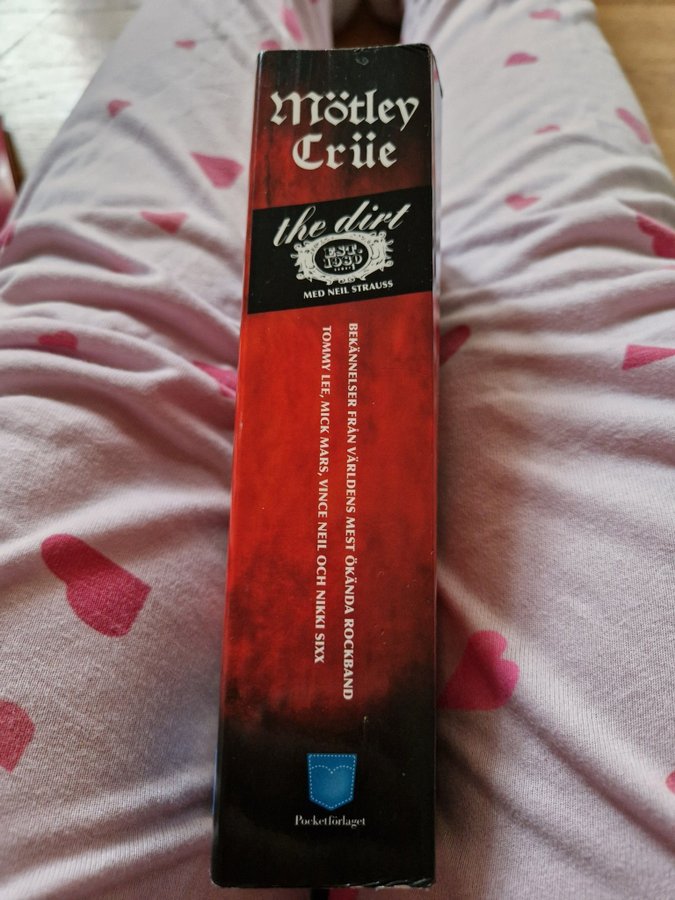 Mötley
Crüe
the dirt
EST.
1980
MED NEIL STRAUSS
BEKÄNNELSER FRÅN VÄRLDENS MEST ÖKÄNDA ROCKBAND
TOMMY LEE, MICK MARS, VINCE NEIL OCH NIKKI SIXX
Pocketförlaget